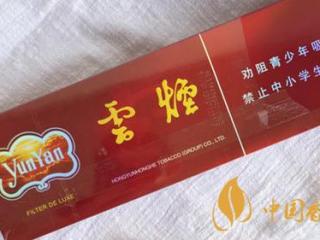 雲煙
HONGYUNHONGHE TOBACCO (GROUP) CO., LTD.
YunYan
FILTER DE LUXE
劝阻青少年吸
禁止中小学生
中国香